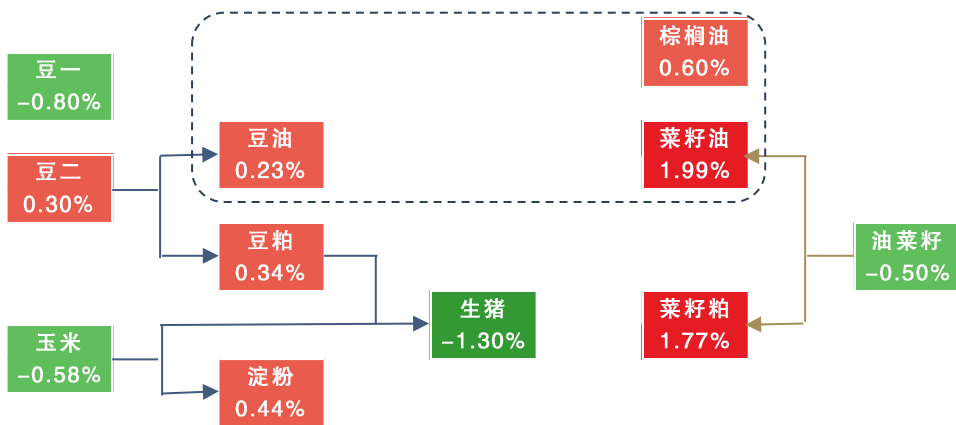 棕榈油
0.60%
豆一
-0.80%
豆油
0.23%
菜籽油
1.99%
豆二
0.30%
豆粕
0.34%
油菜籽
-0.50%
生猪
-1.30%
菜籽粕
1.77%
玉米
-0.58%
淀粉
0.44%